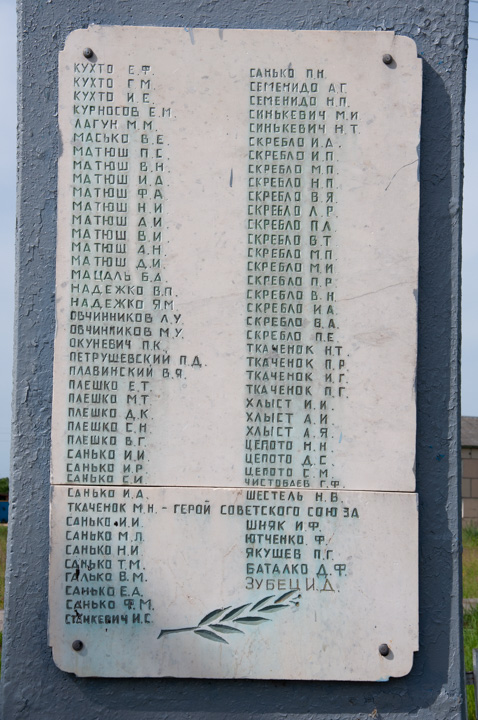 КУХТО Е.Ф.
КУХТО Г.М.
КУХТО И.Е.
КУРНОСОВ Е.М.
ЛАГУН М.М.
МАСЬКО В.Е.
МАТЮШ П.С.
МАТЮШ В.Н.
МАТЮШ И.Д.
МАТЮШ Ф.А.
МАТЮШ Н.И.
МАТЮШ Д.И.
МАТЮШ В.И.
МАТЮШ А.Н.
МАТЮШ Д.И.
МАЦАЛЬ Б.А.
НАДЕЖКО В.П.
НАДЕЖКО Я.М.
ОВЧИННИКОВ Л.У.
ОВЧИННИКОВ М.У.
ОКУНЕВИЧ П.К.
ПЕТРУШЕВСКИЙ П.Д.
ПЛАВИНСКИЙ В.Я.
ПЛЕШКО Е.Т.
ПЛЕШКО М.Т.
ПЛЕШКО Д.К.
ПЛЕШКО С.Н.
ПЛЕШКО В.Г.
САНЬКО И.И.
САНЬКО И.Р.
САНЬКО С.И.
САНЬКО И.Д.
САНЬКО П.Н.
СЕМЕНИДО А.Г.
СЕМЕНИДО Н.П.
СИНЬКЕВИЧ М.И.
СИНЬКЕВИЧ Н.Т.
СКРЕБЛО И.Д.
СКРЕБЛО И.П.
СКРЕБЛО М.П.
СКРЕБЛО Н.П.
СКРЕБЛО В.Я.
СКРЕБЛО Л.Р.
СКРЕБЛО П.Л.
СКРЕБЛО В.Т.
СКРЕБЛО М.П.
СКРЕБЛО М.И.
СКРЕБЛО П.Р.
СКРЕБЛО В.Н.
СКРЕБЛО И.А.
СКРЕБЛО В.А.
СКРЕБЛО П.Е.
ТКАЧЕНОК Н.Т.
ТКАЧЕНОК П.Р.
ТКАЧЕНОК И.Г.
ТКАЧЕНОК П.Г.
ХЛЫСТ И.И.
ХЛЫСТ А.И.
ХЛЫСТ А.Я.
ЦЕПОТО Н.Н.
ЦЕПОТО Д.С.
ЦЕПОТО С.М.
ЧИСТОБАЕВ Г.Ф.
ШЕСТЕЛЬ Н.В.
ТКАЧЕНОК М.Н. - ГЕРОЙ СОВЕТСКОГО СОЮЗА
САНЬКО И.И.
САНЬКО М.Л.
САНЬКО Н.И.
САНЬКО Т.М.
ГАЛЬКО В.М.
САНЬКО Е.А.
САНЬКО Ф.М.
СТАНКЕВИЧ И.С.
ШНЯК И.Ф.
ЮТЧЕНКО. Ф.
ЯКУШЕВ П.Г.
БАТАЛКО Д.Ф.
ЗУБЕЦ И.Д.